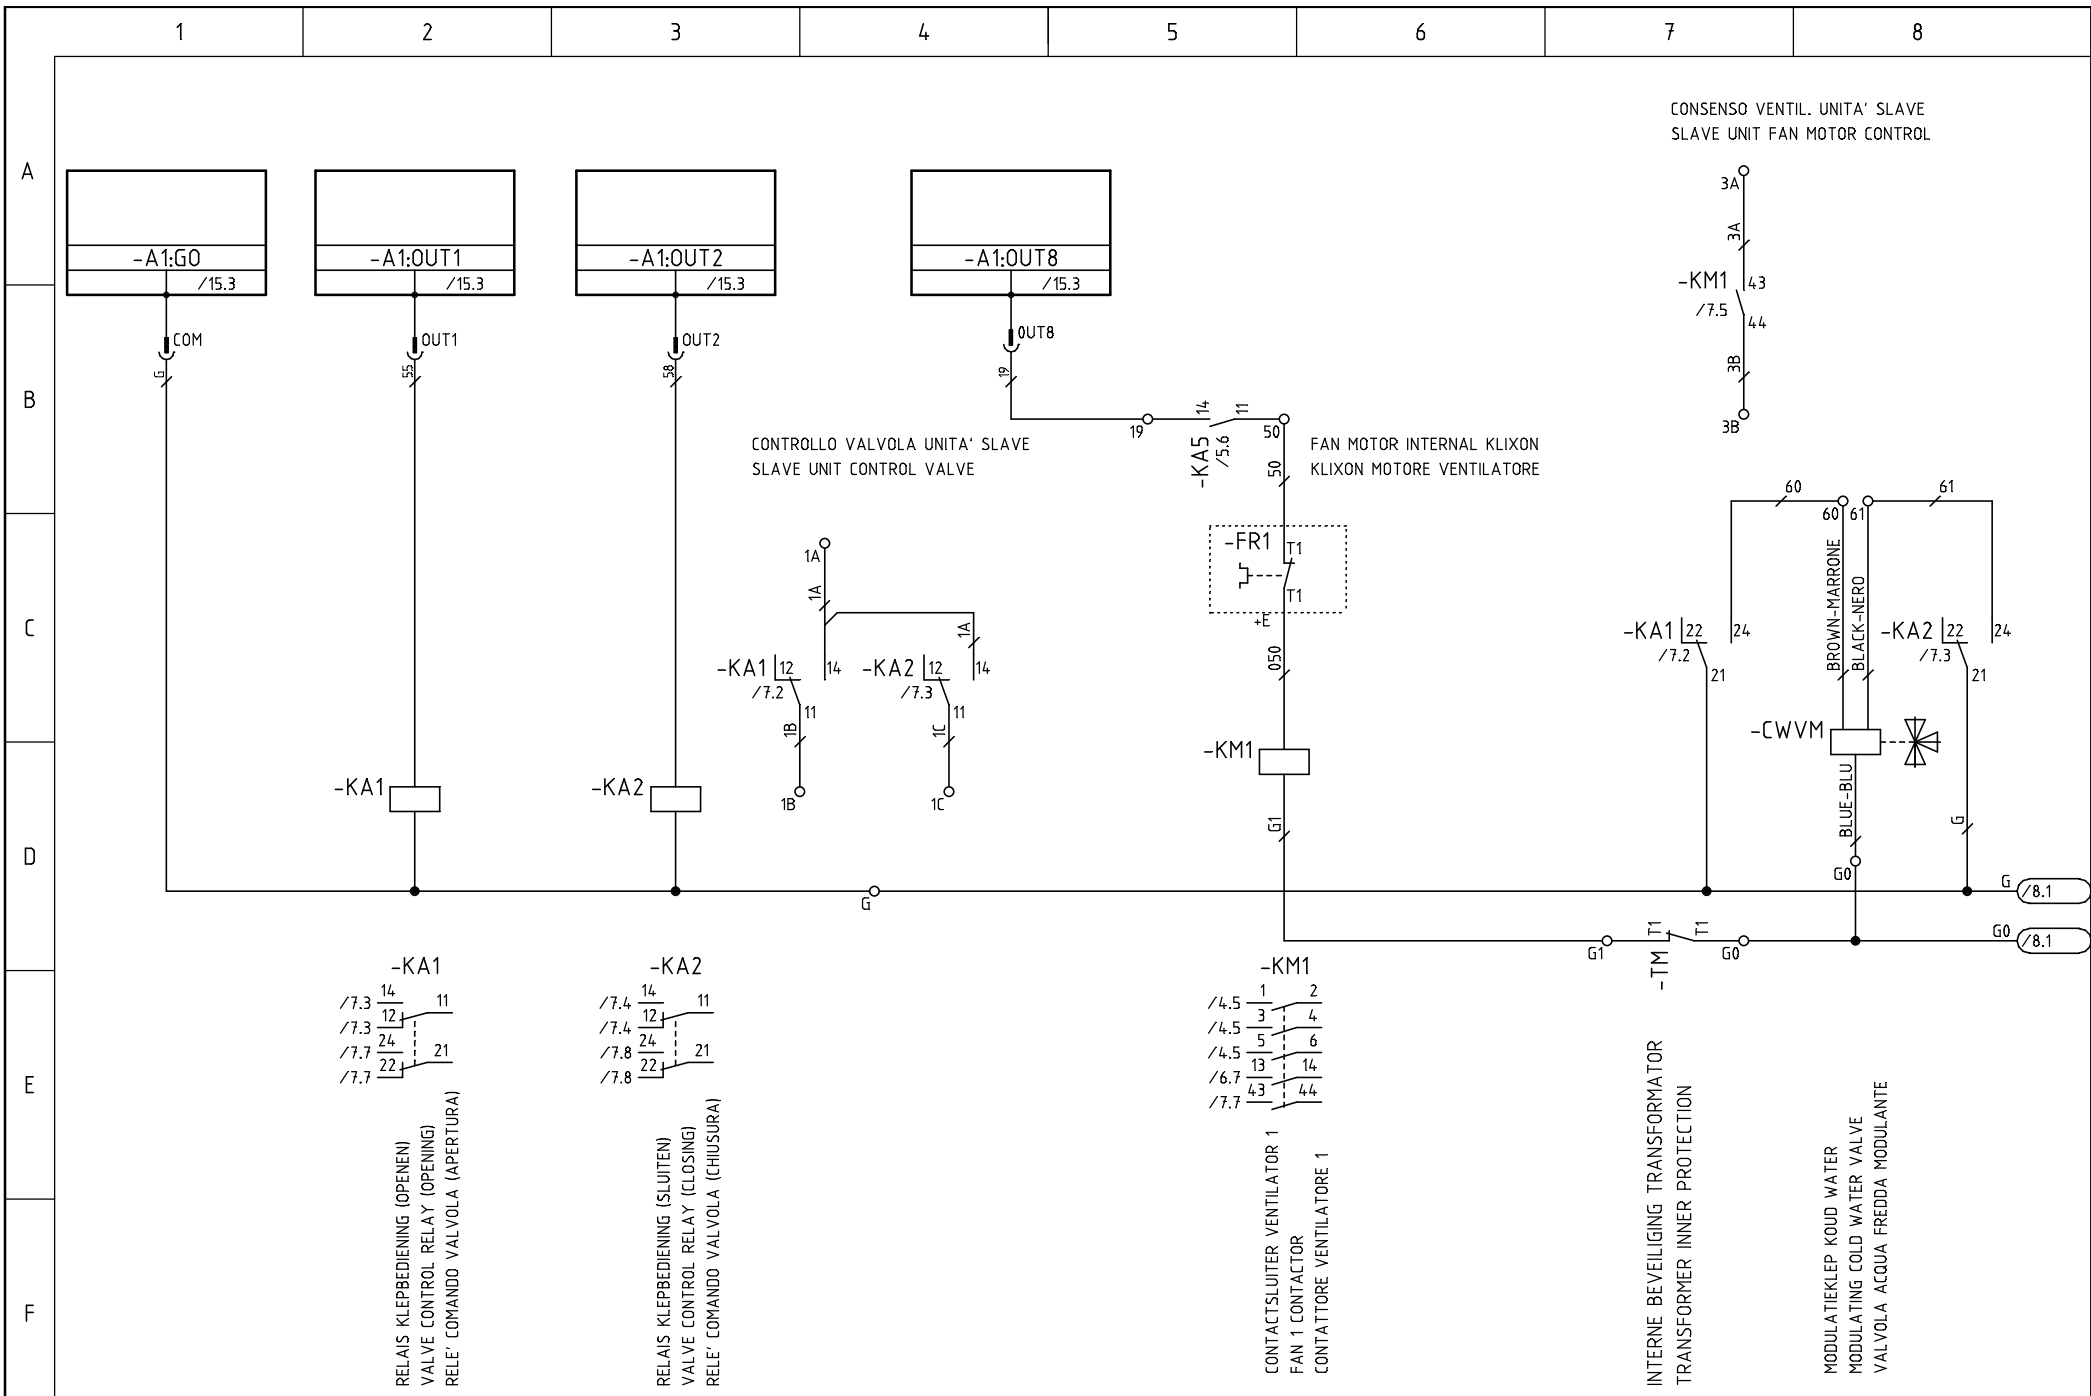 1 2 3 4 5 6 7 8
A
B
C
D
E
F
CONSENSO VENTIL. UNITA' SLAVE
SLAVE UNIT FAN MOTOR CONTROL
-A1:G0
/15.3
-A1:OUT1
/15.3
-A1:OUT2
/15.3
-A1:OUT8
/15.3
COM
G
OUT1
55
OUT2
58
OUT8
19
3A
3A
-KM1
/7.5
43
44
3B
3B
19
14
11
-KA5
/5.6
50
50
CONTROLLO VALVOLA UNITA' SLAVE
SLAVE UNIT CONTROL VALVE
FAN MOTOR INTERNAL KLIXON
KLIXON MOTORE VENTILATORE
1A
1A
1A
-KA1
/7.2
12
14
11
1B
1B
-KA2
/7.3
12
14
11
1C
1C
-FR1
T1
T1
+E
050
-KM1
G1
60
60
61
61
BROWN-MARRONE
BLACK-NERO
-KA1
/7.2
22
24
21
-KA2
/7.3
22
24
21
-CWVM
BLUE-BLU
G
G0
-KA1
-KA2
G
G
/8.1
G1
T1
T1
-TM
G0
G0
/8.1
-KA1
/7.3 14 11
/7.3 12
/7.7 24 21
/7.7 22
RELAIS KLEPBEDIENING (OPENEN)
VALVE CONTROL RELAY (OPENING)
RELE' COMANDO VALVOLA (APERTURA)
-KA2
/7.4 14 11
/7.4 12
/7.8 24 21
/7.8 22
RELAIS KLEPBEDIENING (SLUITEN)
VALVE CONTROL RELAY (CLOSING)
RELE' COMANDO VALVOLA (CHIUSURA)
-KM1
/4.5 1 2
/4.5 3 4
/4.5 5 6
/6.7 13 14
/7.7 43 44
CONTACTSLUITER VENTILATOR 1
FAN 1 CONTACTOR
CONTATTORE VENTILATORE 1
INTERNE BEVEILIGING TRANSFORMATOR
TRANSFORMER INNER PROTECTION
MODULATIEKLEP KOUD WATER
MODULATING COLD WATER VALVE
VALVOLA ACQUA FREDDA MODULANTE